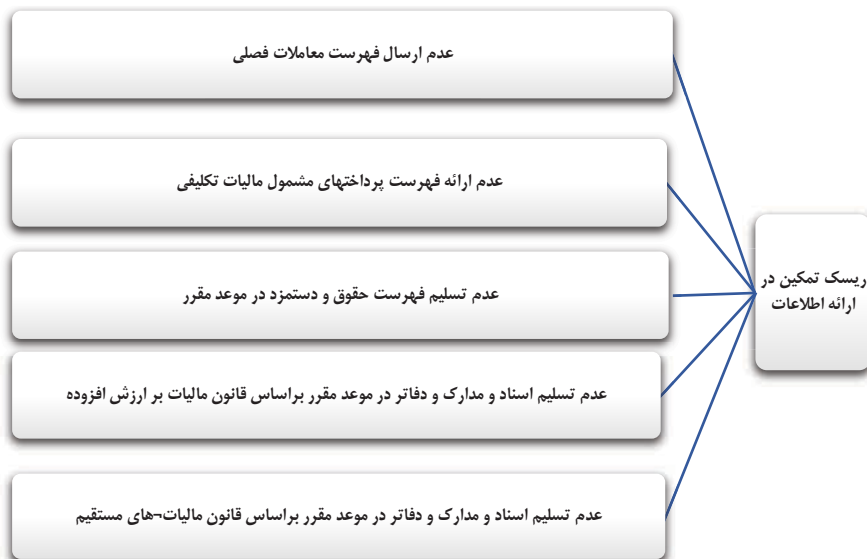 عدم ارسال فهرست معاملات فصلی
عدم ارائه فهرست پرداختهای مشمول مالیات تکلیفی
ریسک تمکین در
ارائه اطلاعات
عدم تسلیم فهرست حقوق و دستمزد در موعد مقرر
عدم تسلیم اسناد و مدارک و دفاتر در موعد مقرر براساس قانون مالیات بر ارزش افزوده
عدم تسلیم اسناد و مدارک و دفاتر در موعد مقرر براساس قانون مالیات¬های مستقیم